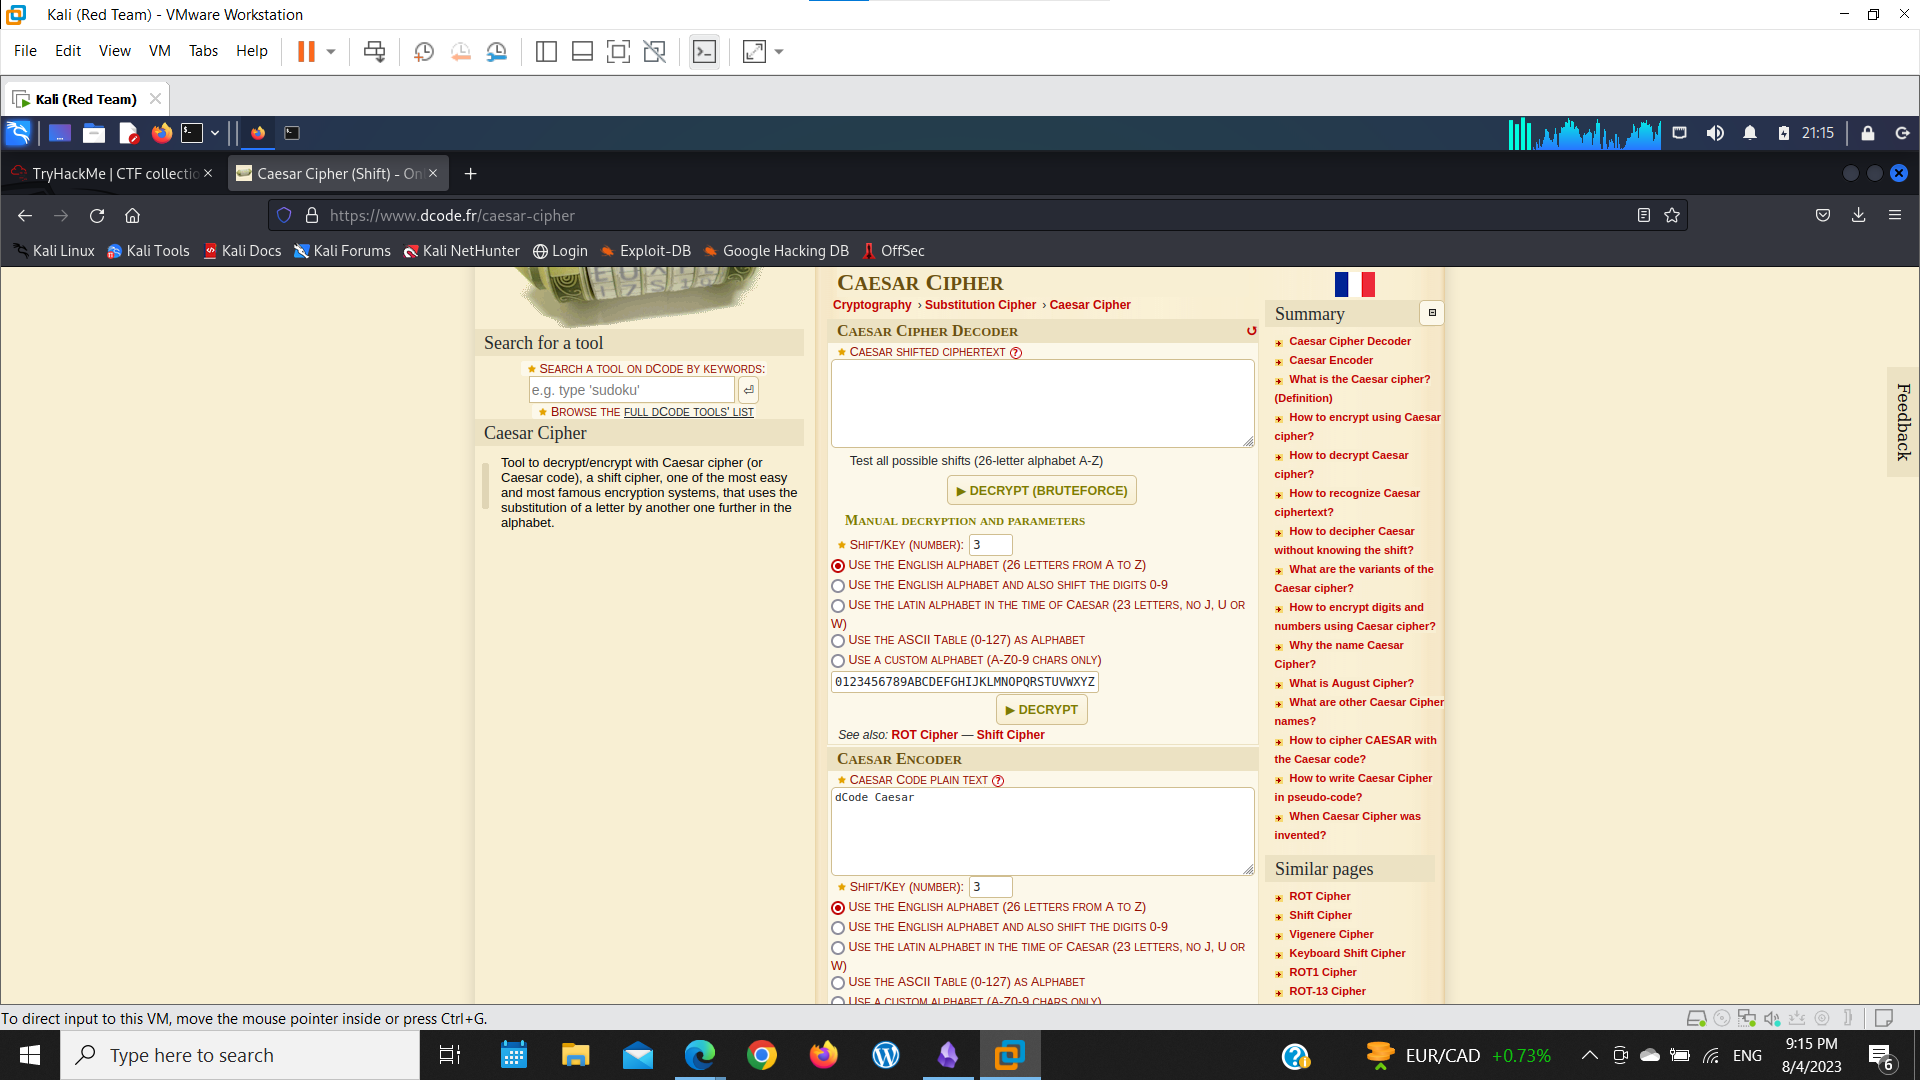 Kali (Red Team) - VMware Workstation
File Edit View VM Tabs Help
Kali (Red Team)
21:15
TryHackMe | CTF collectio
Caesar Cipher (Shift) - Onl
https://www.dcode.fr/caesar-cipher
Kali Linux Kali Tools Kali Docs Kali Forums Kali NetHunter Login Exploit-DB Google Hacking DB OffSec
Search for a tool
SEARCH A TOOL ON DCODE BY KEYWORDS:
e.g. type 'sudoku'
BROWSE THE FULL DCODE TOOLS' LIST
Caesar Cipher
Tool to decrypt/encrypt with Caesar cipher (or
Caesar code), a shift cipher, one of the most easy
and most famous encryption systems, that uses the
substitution of a letter by another one further in the
alphabet.
CAESAR CIPHER
Cryptography › Substitution Cipher › Caesar Cipher
CAESAR CIPHER DECODER
CAESAR SHIFTED CIPHERTEXT ?
Test all possible shifts (26-letter alphabet A-Z)
▶ DECRYPT (BRUTEFORCE)
MANUAL DECRYPTION AND PARAMETERS
SHIFT/KEY (NUMBER): 3
USE THE ENGLISH ALPHABET (26 LETTERS FROM A TO Z)
USE THE ENGLISH ALPHABET AND ALSO SHIFT THE DIGITS 0-9
USE THE LATIN ALPHABET IN THE TIME OF CAESAR (23 LETTERS, NO J, U OR
W)
USE THE ASCII TABLE (0-127) AS ALPHABET
USE A CUSTOM ALPHABET (A-Z0-9 CHARS ONLY)
0123456789ABCDEFGHIJKLMNOPQRSTUVWXYZ
▶ DECRYPT
See also: ROT Cipher — Shift Cipher
CAESAR ENCODER
CAESAR CODE PLAIN TEXT ?
dCode Caesar
SHIFT/KEY (NUMBER): 3
USE THE ENGLISH ALPHABET (26 LETTERS FROM A TO Z)
USE THE ENGLISH ALPHABET AND ALSO SHIFT THE DIGITS 0-9
USE THE LATIN ALPHABET IN THE TIME OF CAESAR (23 LETTERS, NO J, U OR
W)
USE THE ASCII TABLE (0-127) AS ALPHABET
USE A CUSTOM ALPHABET (A-Z0-9 CHARS ONLY)
Summary
Caesar Cipher Decoder
Caesar Encoder
What is the Caesar cipher?
(Definition)
How to encrypt using Caesar
cipher?
How to decrypt Caesar
cipher?
How to recognize Caesar
ciphertext?
How to decipher Caesar
without knowing the shift?
What are the variants of the
Caesar cipher?
How to encrypt digits and
numbers using Caesar cipher?
Why the name Caesar
Cipher?
What is August Cipher?
What are other Caesar Cipher
names?
How to cipher CAESAR with
the Caesar code?
How to write Caesar Cipher
in pseudo-code?
When Caesar Cipher was
invented?
Similar pages
ROT Cipher
Shift Cipher
Vigenere Cipher
Keyboard Shift Cipher
ROT1 Cipher
ROT-13 Cipher
Feedback
To direct input to this VM, move the mouse pointer inside or press Ctrl+G.
Type here to search
EUR/CAD +0.73%
ENG
9:15 PM
8/4/2023
6